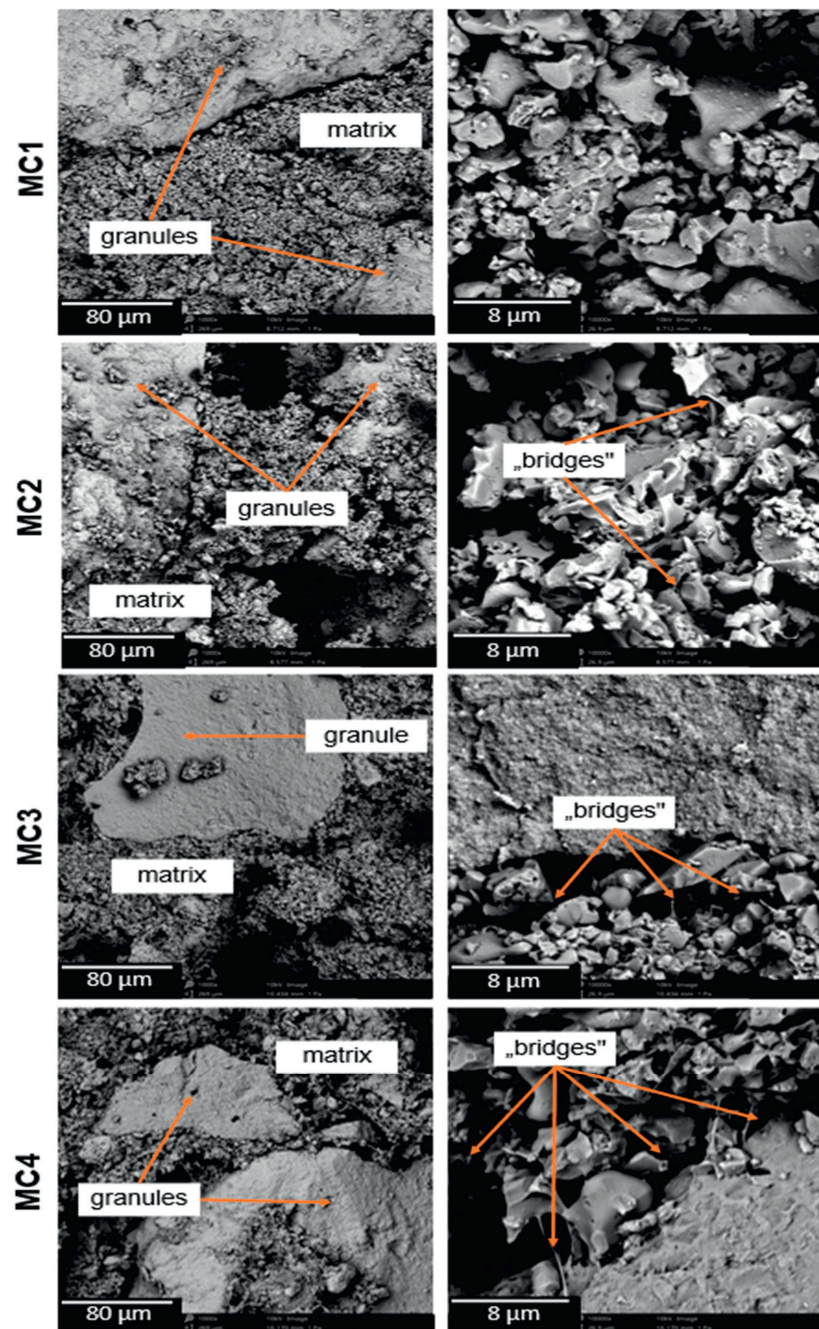 MC1
matrix
granules
80 µm
8 µm
MC2
granules
matrix
80 µm
„bridges"
8 µm
MC3
granule
matrix
80 µm
„bridges"
8 µm
MC4
matrix
granules
80 µm
„bridges"
8 µm